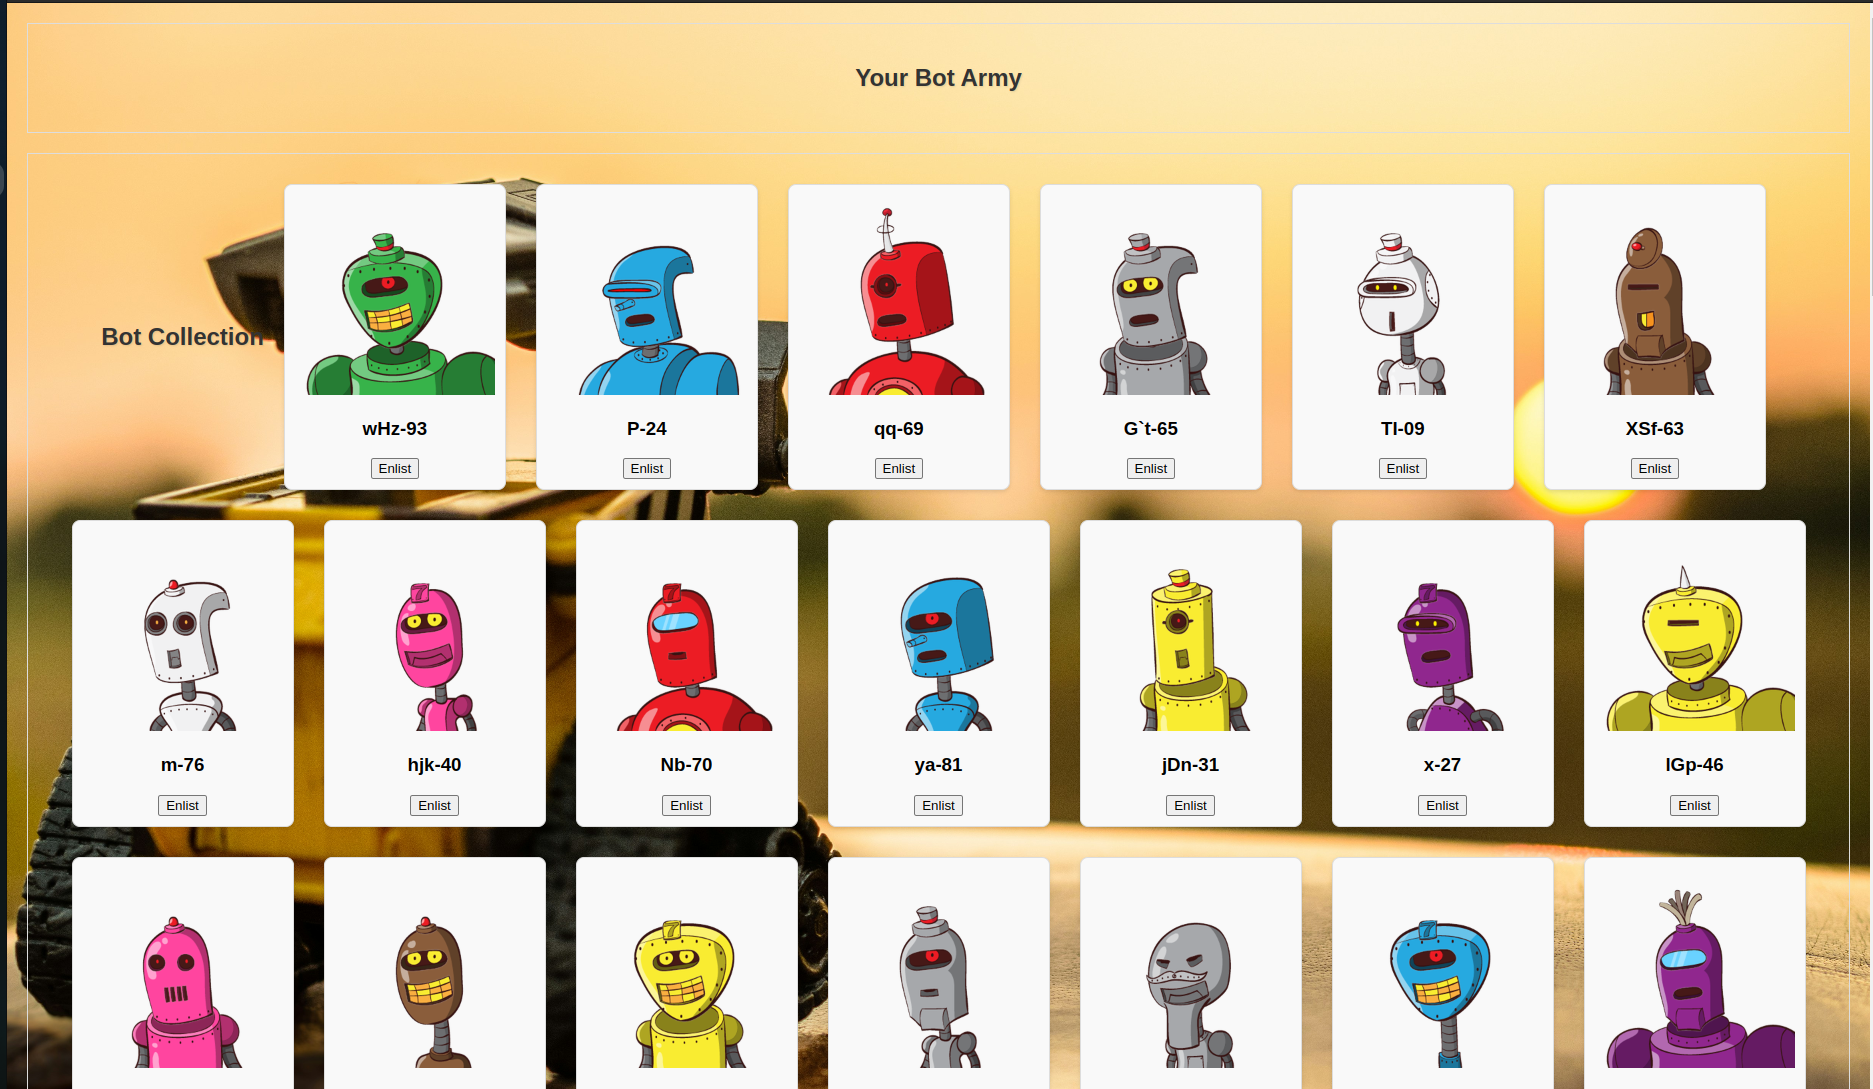 Your Bot Army
Bot Collection
wHz-93
P-24
qq-69
G`t-65
TI-09
XSf-63
Enlist
Enlist
Enlist
Enlist
Enlist
Enlist
m-76
hjk-40
Nb-70
ya-81
jDn-31
x-27
lGp-46
Enlist
Enlist
Enlist
Enlist
Enlist
Enlist
Enlist